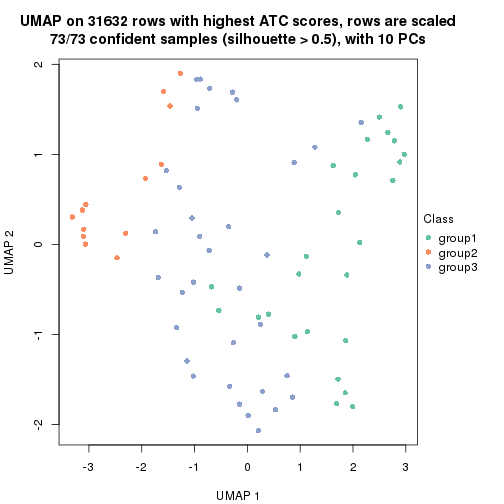 UMAP on 31632 rows with highest ATC scores, rows are scaled
73/73 confident samples (silhouette > 0.5), with 10 PCs
2
1
0
-1
-2
UMAP 2
-3
-2
-1
0
1
2
3
UMAP 1
Class
group1
group2
group3